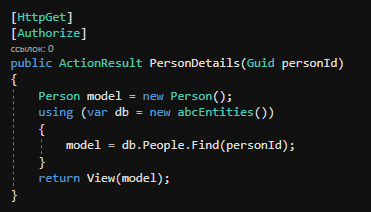 [HttpGet]
[Authorize]
ссылок: 0
public ActionResult PersonDetails(Guid personId)
{
    Person model = new Person();
    using (var db = new abcEntities())
    {
        model = db.People.Find(personId);
    }
    return View(model);
}